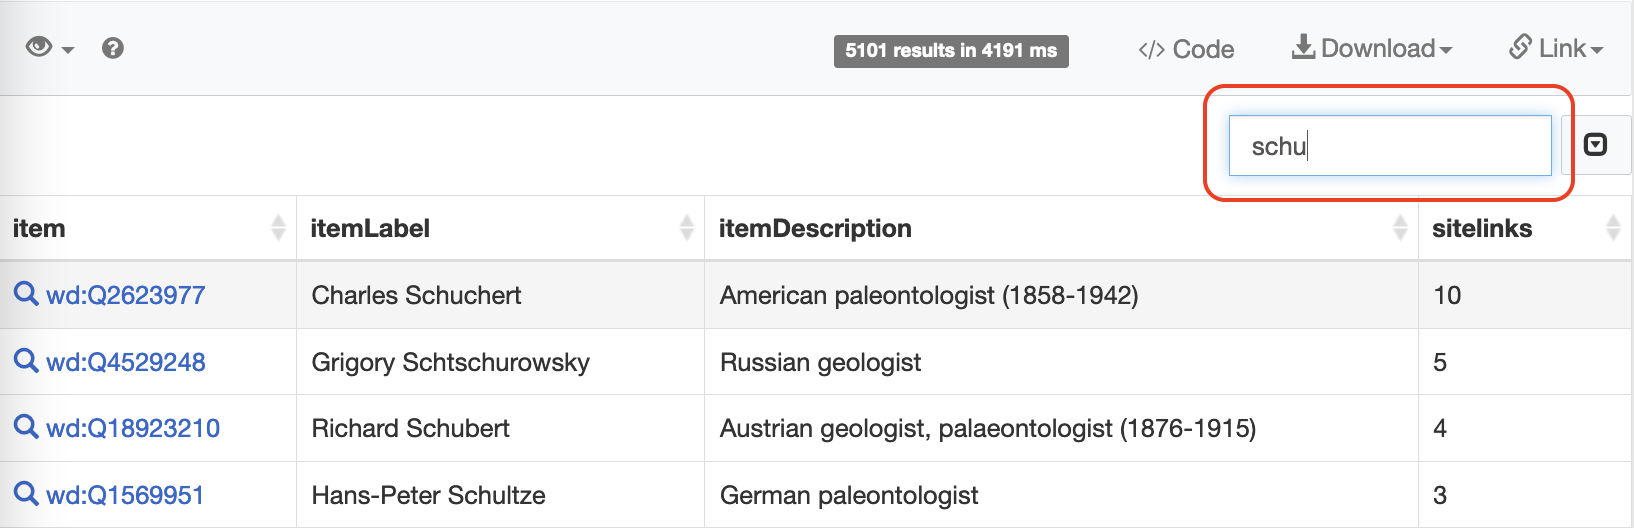 5101 results in 4191 ms </> Code Download Link
schu
item itemLabel itemDescription sitelinks
wd:Q2623977 Charles Schuchert American paleontologist (1858-1942) 10
wd:Q4529248 Grigory Schtschurowsky Russian geologist 5
wd:Q18923210 Richard Schubert Austrian geologist, palaeontologist (1876-1915) 4
wd:Q1569951 Hans-Peter Schultze German paleontologist 3